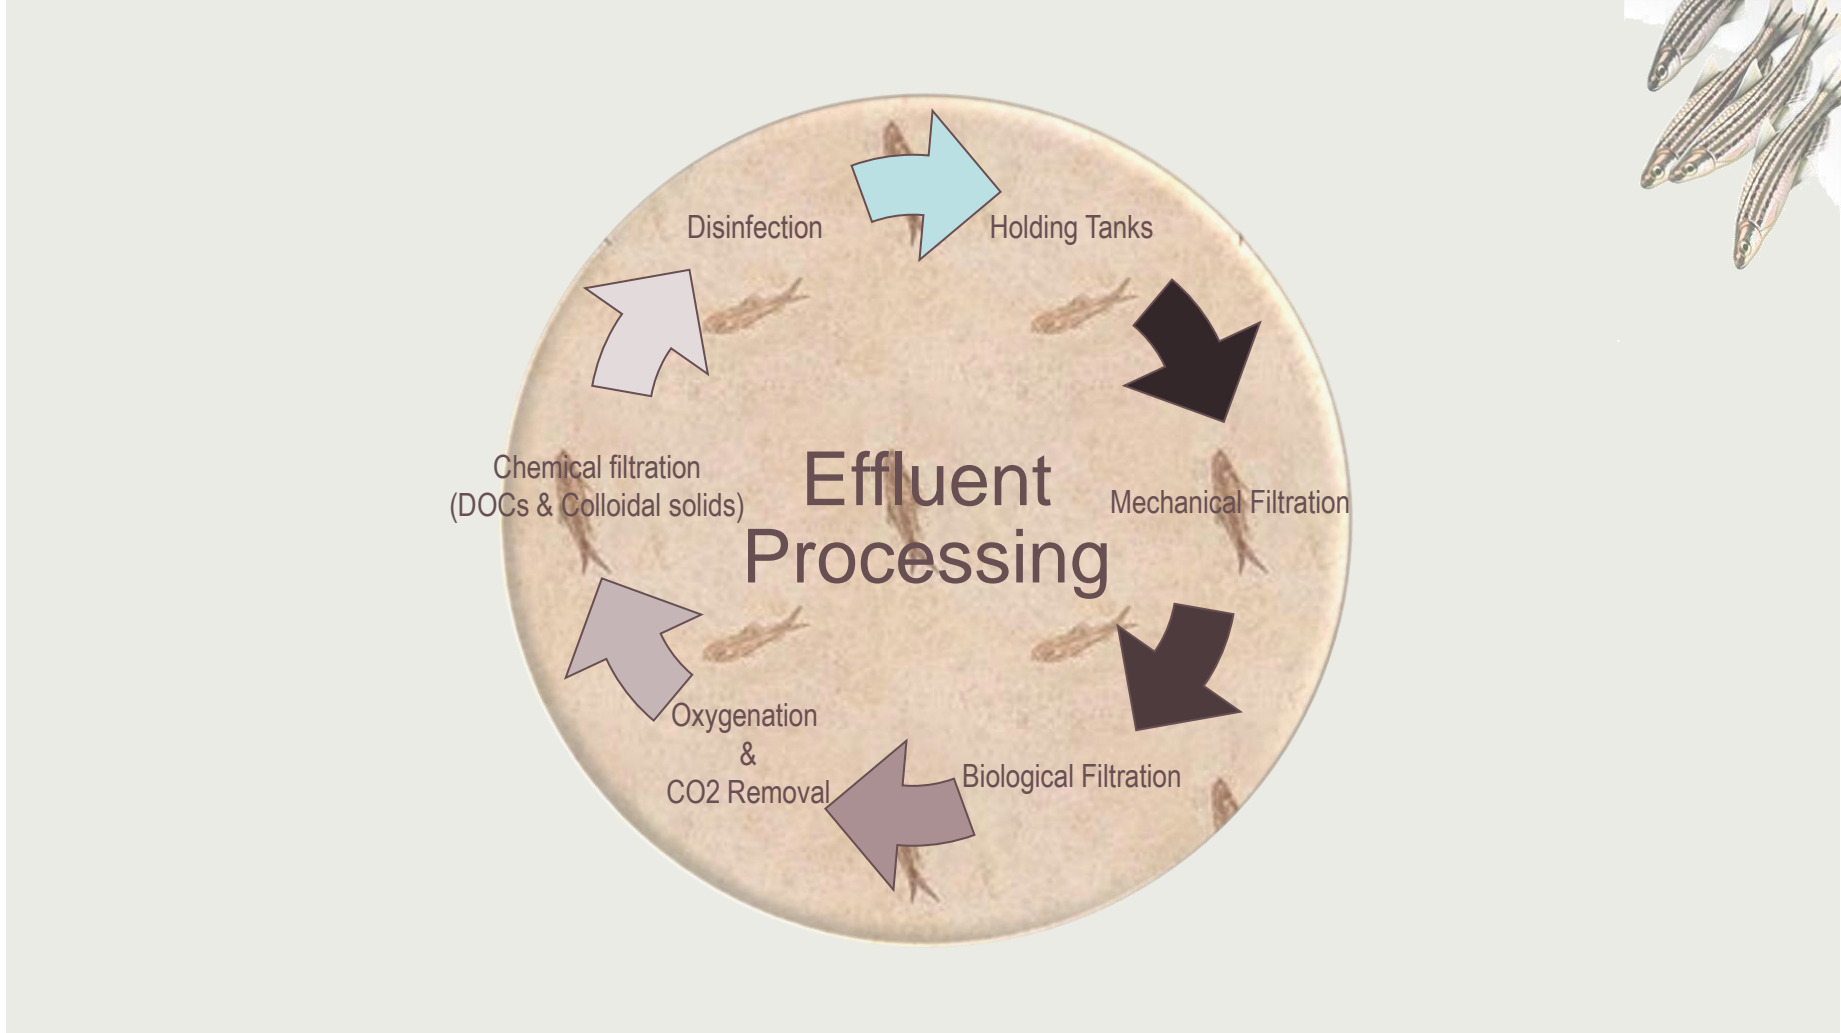 Effluent
Processing
Holding Tanks
Mechanical Filtration
Biological Filtration
Oxygenation
&
CO2 Removal
Chemical filtration
(DOCs & Colloidal solids)
Disinfection